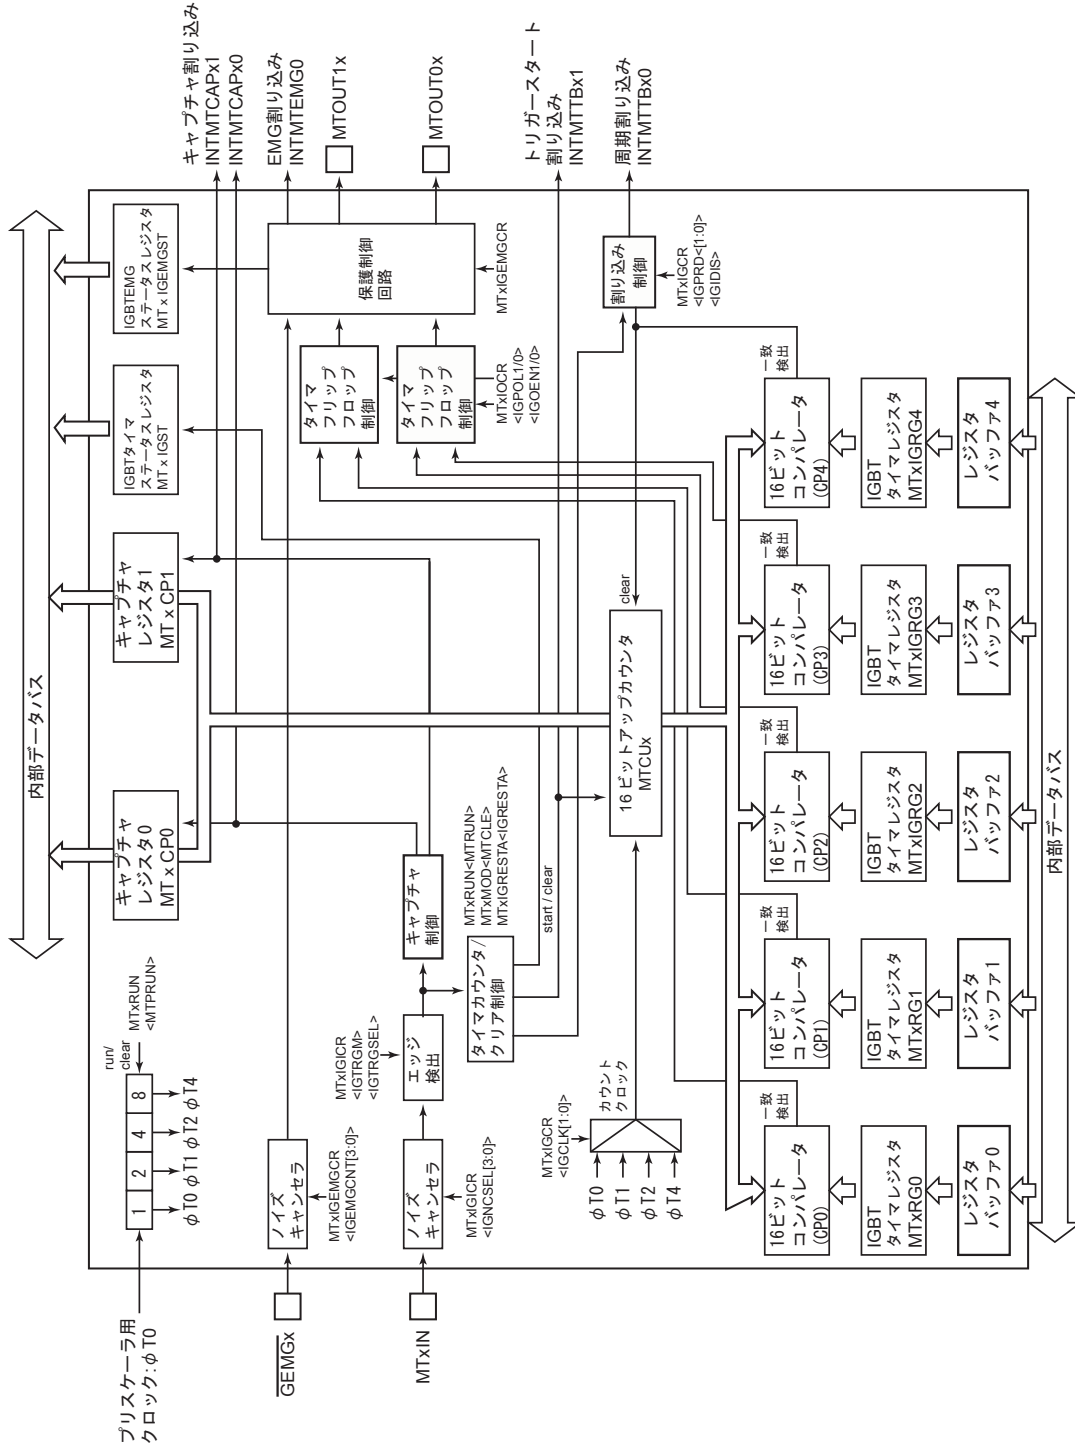 内部データバス
プリスケーラ用
クロック:φT0
1
2
4
8
run/
clear
MTxRUN
<MTPRUN>
φT0
φT1
φT2
φT4
キャプチャ
レジスタ0
MT x CP0
キャプチャ
レジスタ1
MT x CP1
IGBTタイマ
ステータスレジスタ
MT x IGST
IGBTEMG
ステータスレジスタ
MT x IGEMGST
キャプチャ割り込み
INTMTCAPx1
INTMTCAPx0
GEMGx
ノイズ
キャンセラ
MTxIGEMGCR
<IGEMGCNT[3:0]>
タイマ
フリップ
フロップ
制御
保護制御
回路
EMG割り込み
INTMTEMG0
MTOUT1x
MTxIN
ノイズ
キャンセラ
MTxIGICR
<IGNCSEL[3:0]>
MTxIGICR
<IGTRGM>
<IGTRGSEL>
エッジ
検出
キャプチャ
制御
タイマ
フリップ
フロップ
制御
MTxIOCR
<IGPOL1/0>
<IGOEN1/0>
MTxIGEMGCR
MTOUT0x
タイマカウンタ/
クリア制御
MTxRUN<MTRUN>
MTxMOD<MTCLE>
MTxIGRESTA<IGRESTA>
start / clear
トリガースタート
割り込み
INTMTTBx1
MTxIGCR
<IGCLK[1:0]>
φT0
φT1
φT2
φT4
カウント
クロック
16 ビットアップカウンタ
MTCUx
clear
割り込み
制御
MTxIGCR
<IGPRD<[1:0]>
<IGIDIS>
周期割り込み
INTMTTBx0
一致
検出
一致
検出
一致
検出
一致
検出
一致
検出
16ビット
コンパレータ
(CP0)
16ビット
コンパレータ
(CP1)
16ビット
コンパレータ
(CP2)
16ビット
コンパレータ
(CP3)
16ビット
コンパレータ
(CP4)
IGBT
タイマレジスタ
MTxRG0
IGBT
タイマレジスタ
MTxRG1
IGBT
タイマレジスタ
MTxIGRG2
IGBT
タイマレジスタ
MTxIGRG3
IGBT
タイマレジスタ
MTxIGRG4
レジスタ
バッファ0
レジスタ
バッファ1
レジスタ
バッファ2
レジスタ
バッファ3
レジスタ
バッファ4
内部データバス